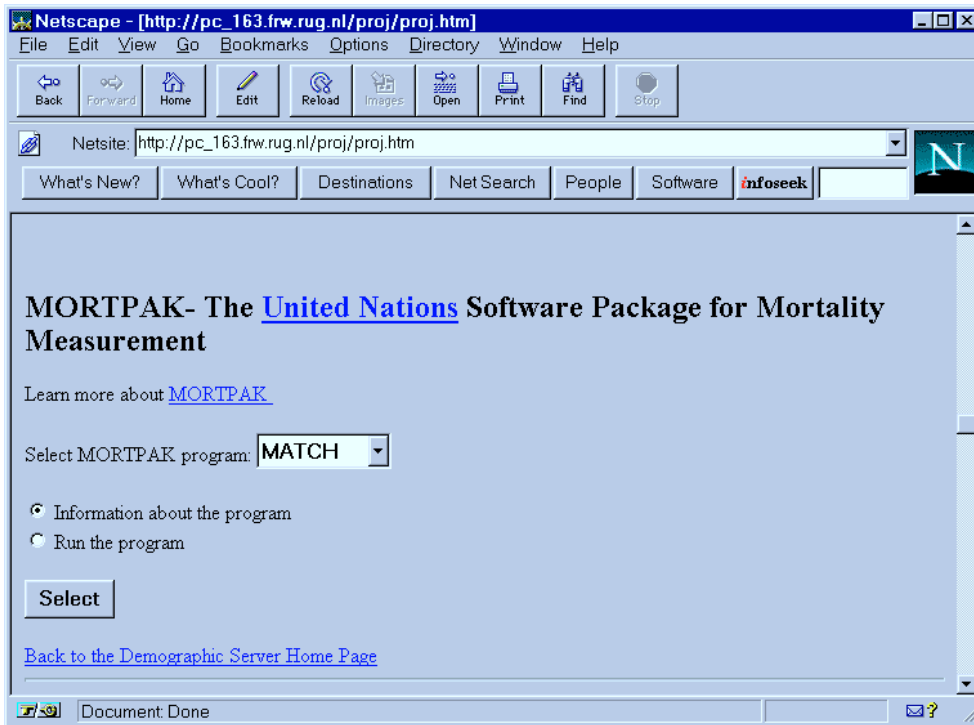 Netscape - [http://pc_163.frw.rug.nl/proj/proj.htm]
File Edit View Go Bookmarks Options Directory Window Help
Back Forward Home Edit Reload Images Open Print Find Stop
Netsite: http://pc_163.frw.rug.nl/proj/proj.htm
N
What's New? What's Cool? Destinations Net Search People Software infoseek
MORTPAK- The United Nations Software Package for Mortality
Measurement
Learn more about MORTPAK
Select MORTPAK program: MATCH
Information about the program
Run the program
Select
Back to the Demographic Server Home Page
Document: Done
?